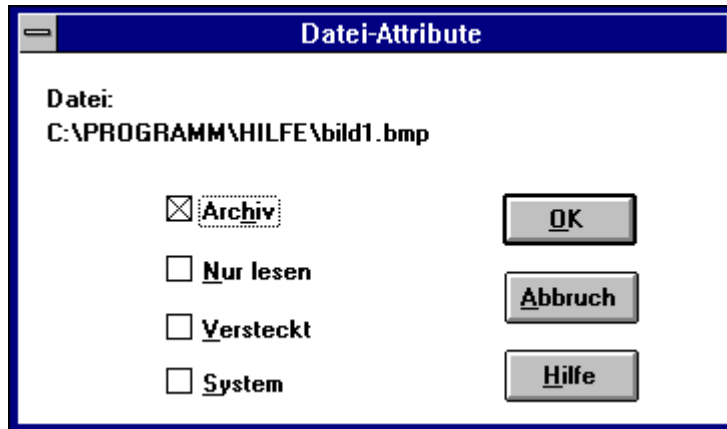 Datei-Attribute
Datei:
C:\PROGRAMM\HILFE\bild1.bmp
Archiv
OK
Nur lesen
Abbruch
Versteckt
System
Hilfe